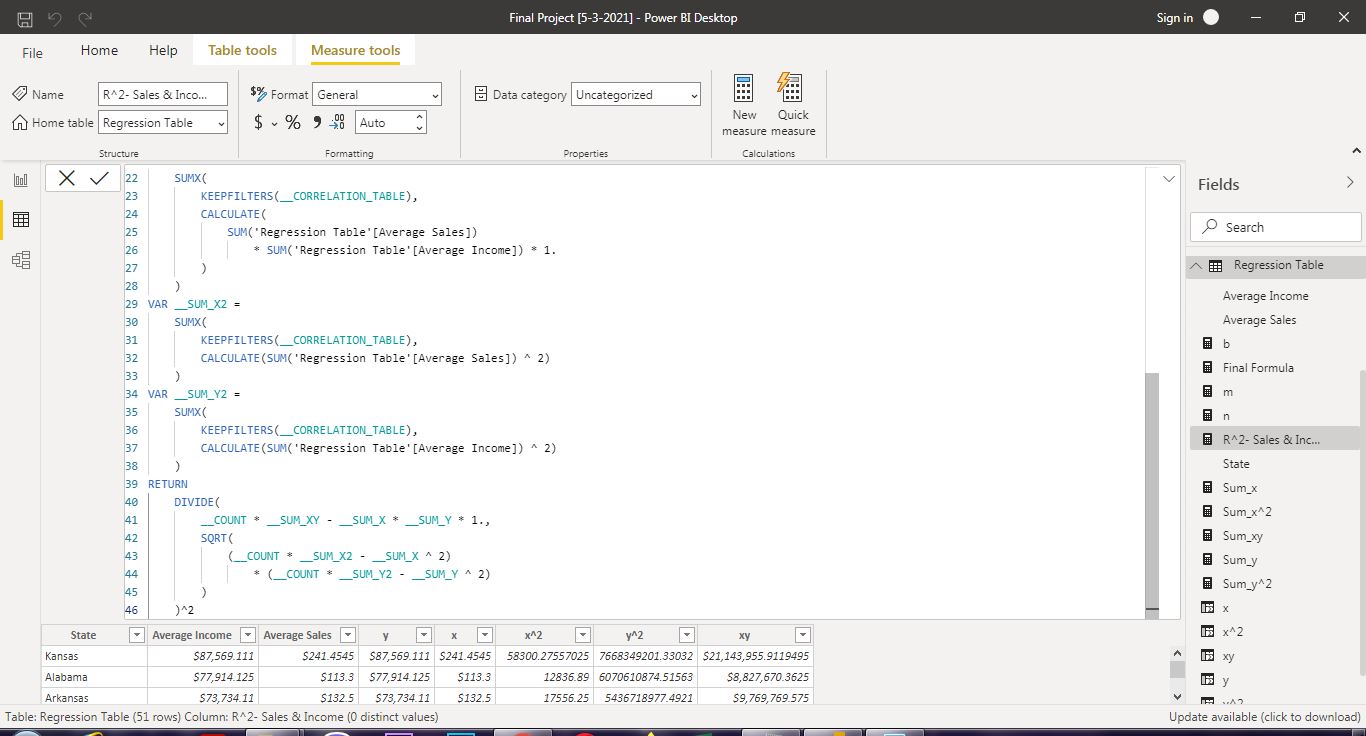 Final Project [5-3-2021] - Power BI Desktop
Sign in
File
Home
Help
Table tools
Measure tools
Name
R^2- Sales & Inco...
Home table
Regression Table
Structure
$% Format
General
$ % 9 .00
Auto
Formatting
Data category
Uncategorized
Properties
New
measure
Quick
measure
Calculations
22 SUMX(
23 KEEPFILTERS(__CORRELATION_TABLE),
24 CALCULATE(
25 SUM('Regression Table'[Average Sales])
26 * SUM('Regression Table'[Average Income]) * 1.
27 )
28 )
29 VAR __SUM_X2 =
30 SUMX(
31 KEEPFILTERS(__CORRELATION_TABLE),
32 CALCULATE(SUM('Regression Table'[Average Sales]) ^ 2)
33 )
34 VAR __SUM_Y2 =
35 SUMX(
36 KEEPFILTERS(__CORRELATION_TABLE),
37 CALCULATE(SUM('Regression Table'[Average Income]) ^ 2)
38 )
39 RETURN
40 DIVIDE(
41 __COUNT * __SUM_XY - __SUM_X * __SUM_Y * 1.,
42 SQRT(
43 (__COUNT * __SUM_X2 - __SUM_X ^ 2)
44 * (__COUNT * __SUM_Y2 - __SUM_Y ^ 2)
45 )
46 )^2
State Average Income Average Sales y x x^2 y^2 xy
Kansas $87,569.111 $241.4545 $87,569.111 $241.4545 58300.27557025 7668349201.33032 $21,143,955.9119495
Alabama $77,914.125 $113.3 $77,914.125 $113.3 12836.89 6070610874.51563 $8,827,670.3625
Arkansas $73,734.11 $132.5 $73,734.11 $132.5 17556.25 5436718977.4921 $9,769,769.575
Fields
Search
Regression Table
Average Income
Average Sales
b
Final Formula
m
n
R^2- Sales & Inc...
State
Sum_x
Sum_x^2
Sum_xy
Sum_y
Sum_y^2
x
x^2
xy
y
y^2
Table: Regression Table (51 rows) Column: R^2- Sales & Income (0 distinct values)
Update available (click to download)